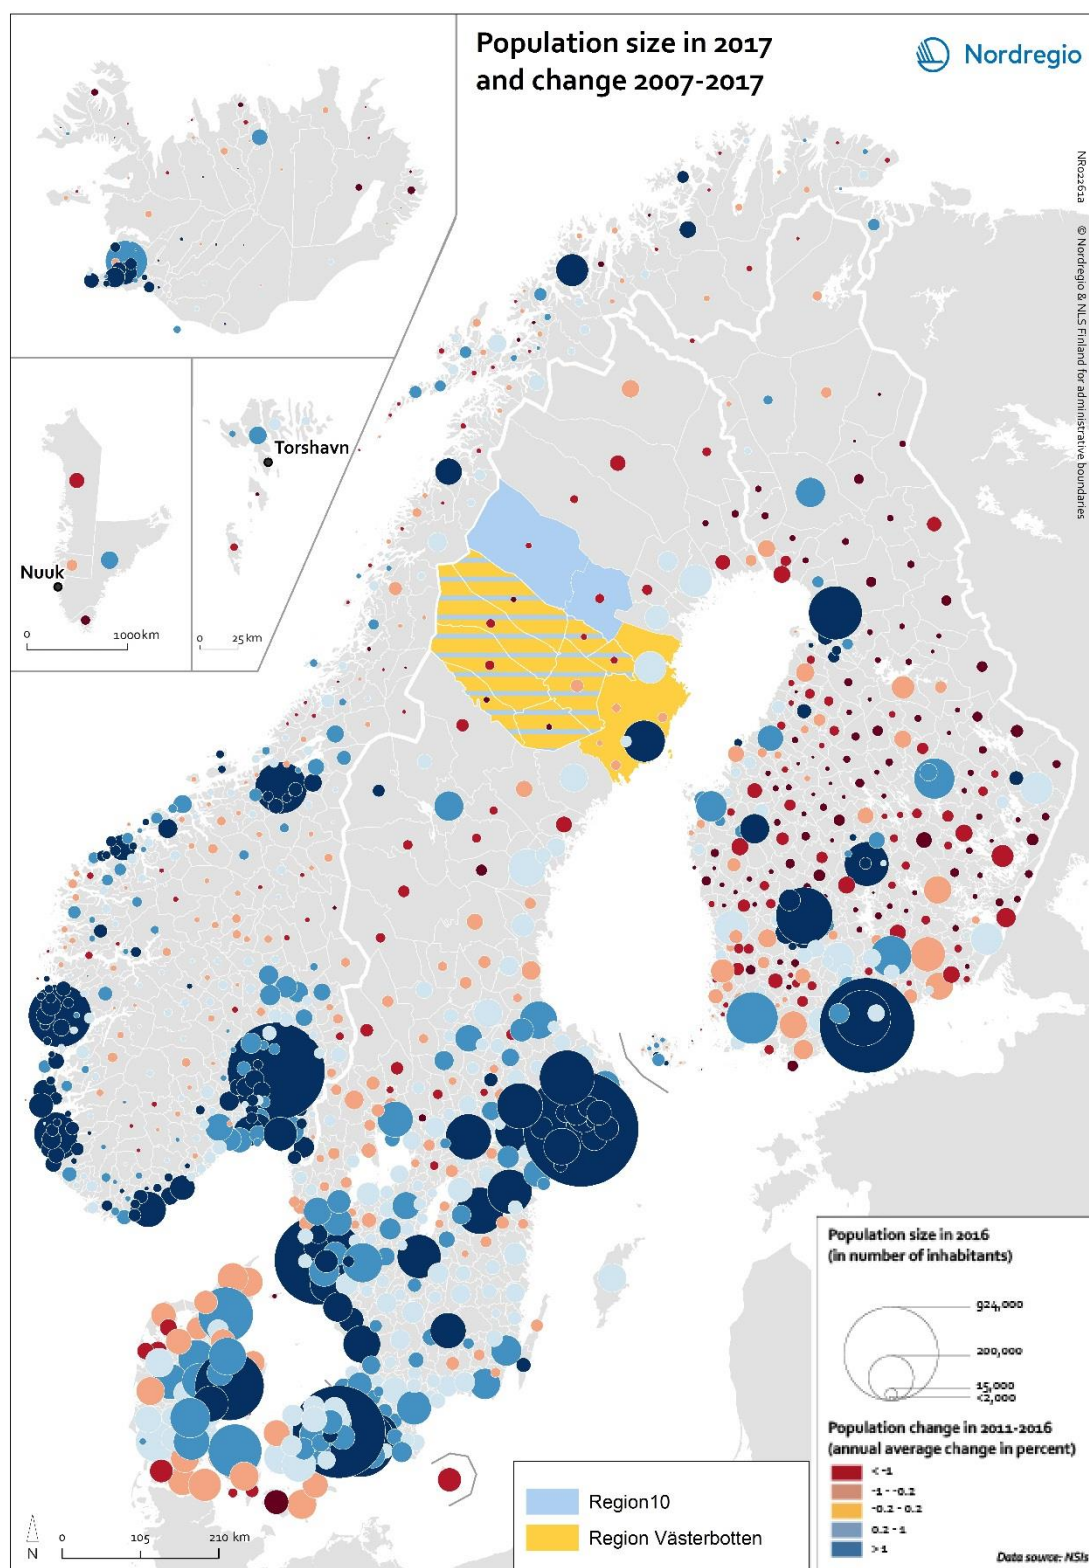 Population size in 2017
and change 2007-2017
Nordregio
NR02261a © Nordregio & NLS Finland for administrative boundaries
Torshavn
Nuuk
0 1000 km
0 25 km
Population size in 2016
(in number of inhabitants)
924,000
200,000
15,000
<2,000
Population change in 2011-2016
(annual average change in percent)
< -1
-1 - -0.2
-0.2 - 0.2
0.2 - 1
> 1
Region10
Region Västerbotten
0 105 210 km
N
Data source: NSIs